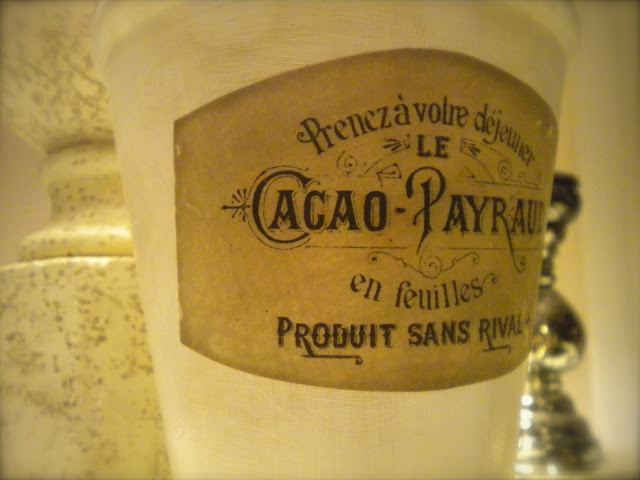 Prenez à votre déjeuner
LE
CACAO-PAYRAUD
en feuilles
PRODUIT SANS RIVAL